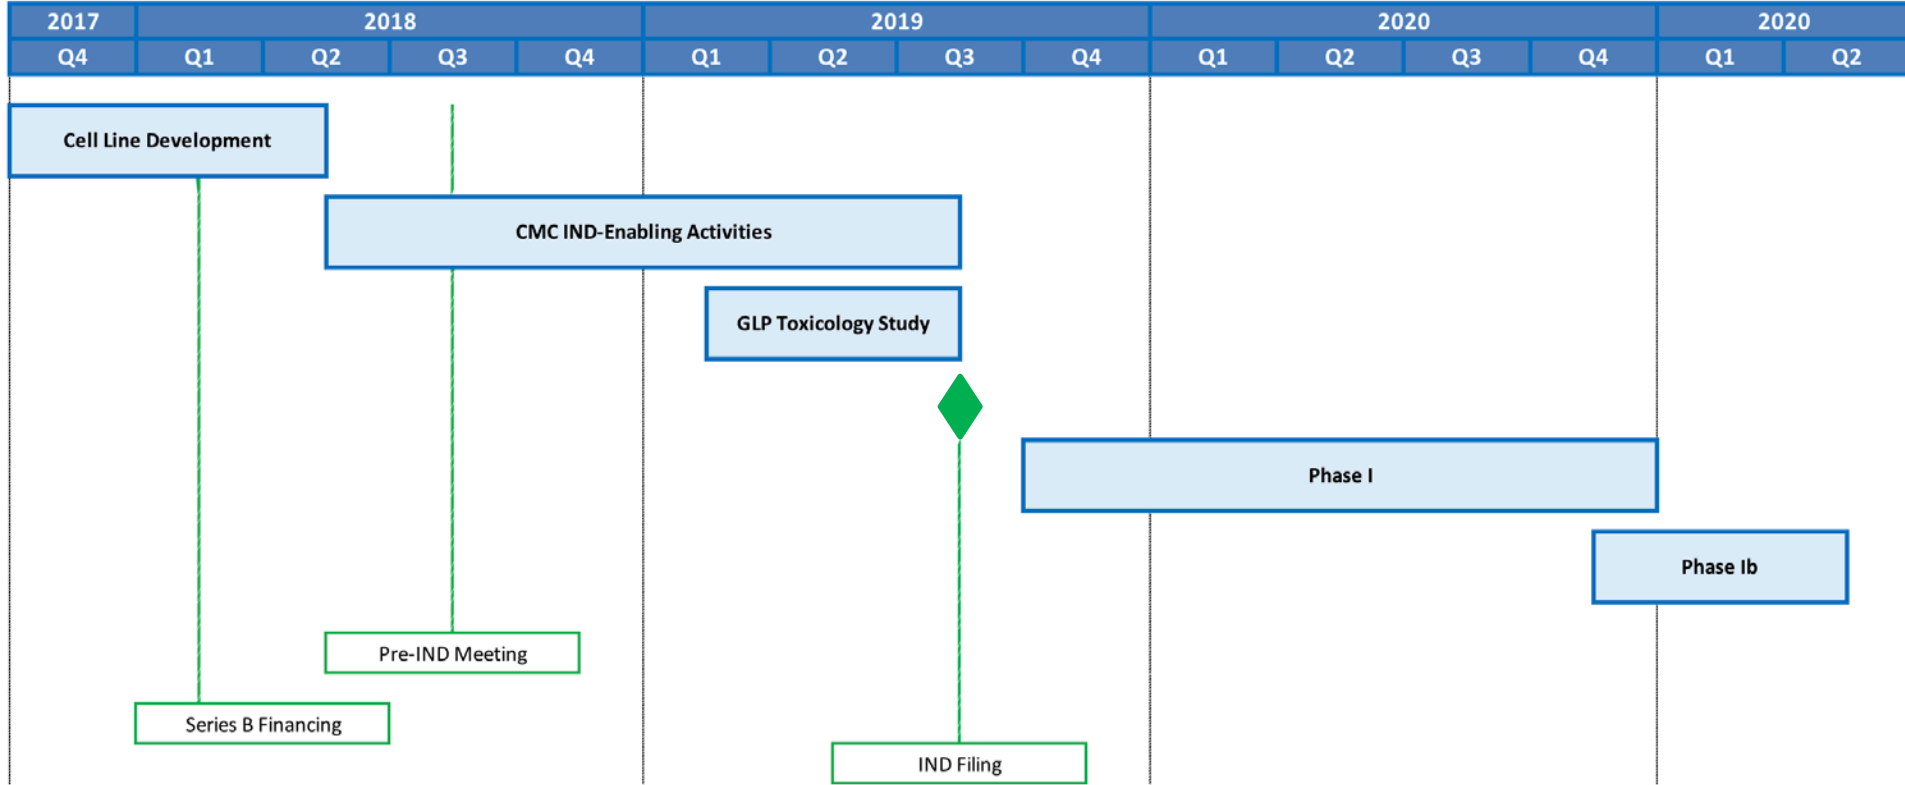 2017 2018 2019 2020 2020
Q4 Q1 Q2 Q3 Q4 Q1 Q2 Q3 Q4 Q1 Q2 Q3 Q4 Q1 Q2
Cell Line Development
CMC IND-Enabling Activities
GLP Toxicology Study
Phase I
Phase Ib
Pre-IND Meeting
Series B Financing
IND Filing